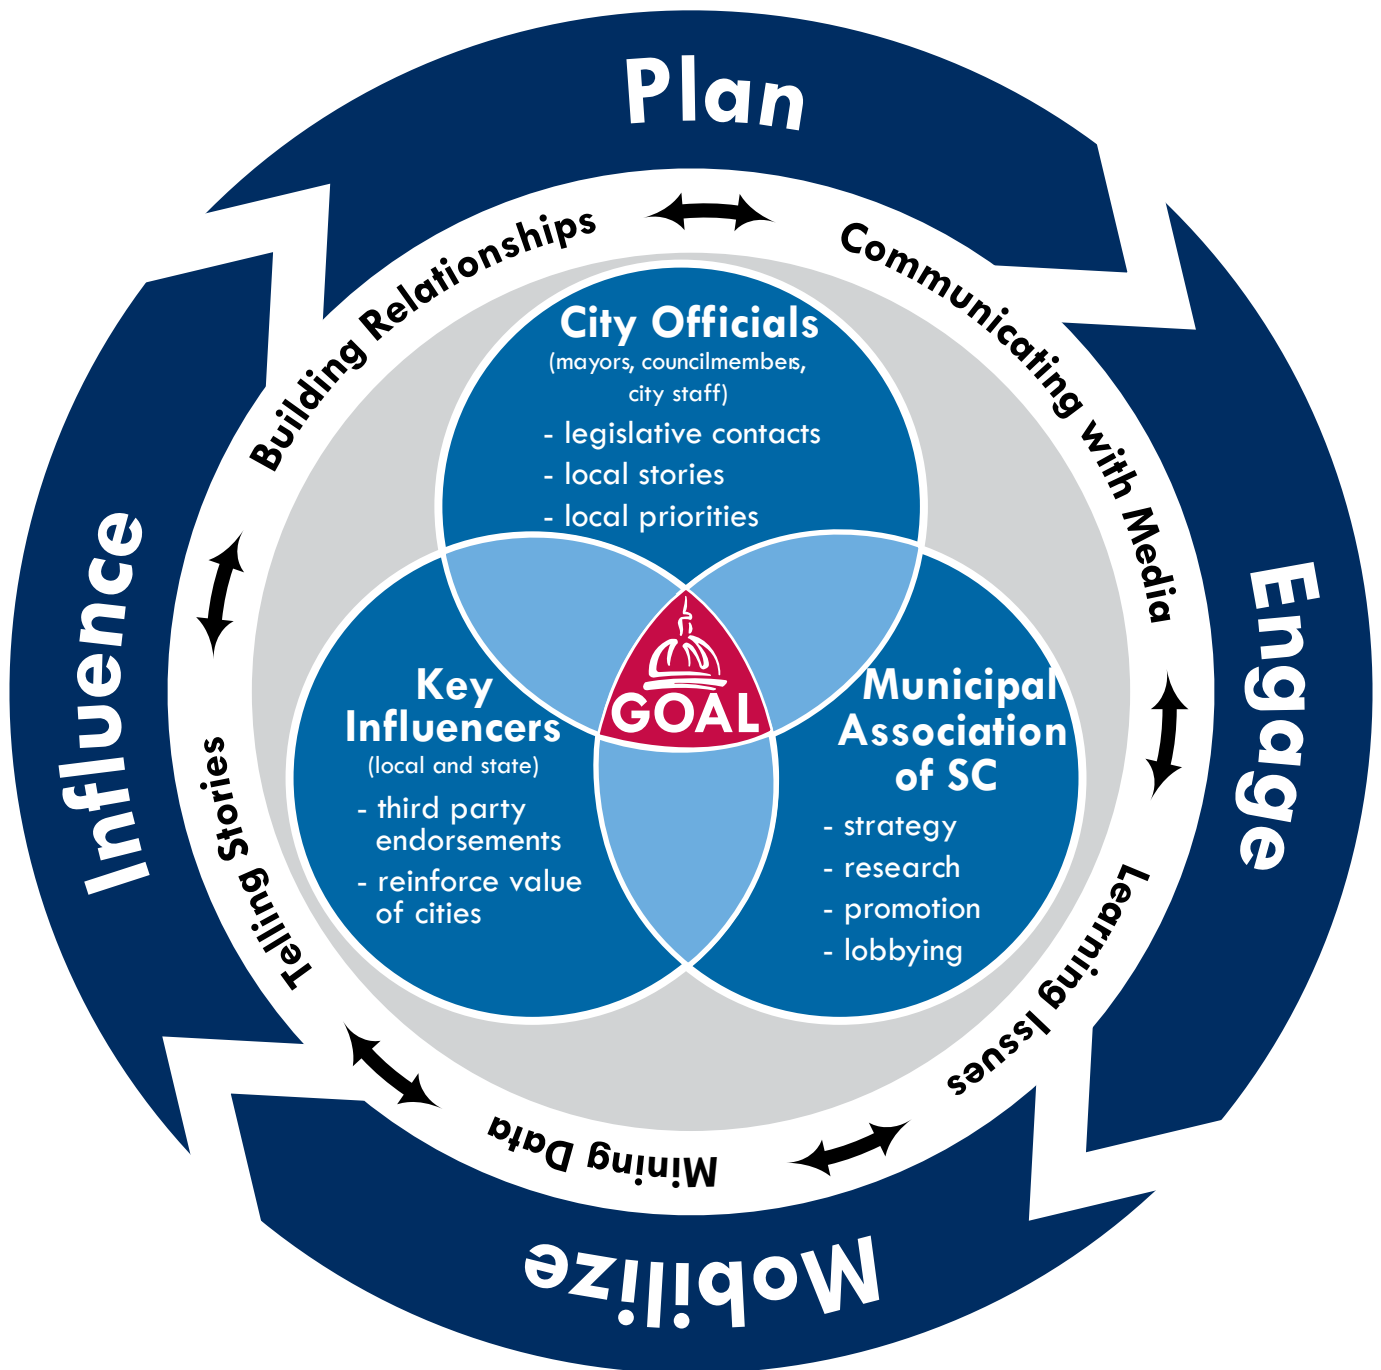 Plan
Engage
Mobilize
Influence
Building Relationships
Communicating with Media
Learning Issues
Mining Data
Telling Stories
City Officials
(mayors, councilmembers,
city staff)
- legislative contacts
- local stories
- local priorities
Key
Influencers
(local and state)
- third party
endorsements
- reinforce value
of cities
GOAL
Municipal
Association
of SC
- strategy
- research
- promotion
- lobbying